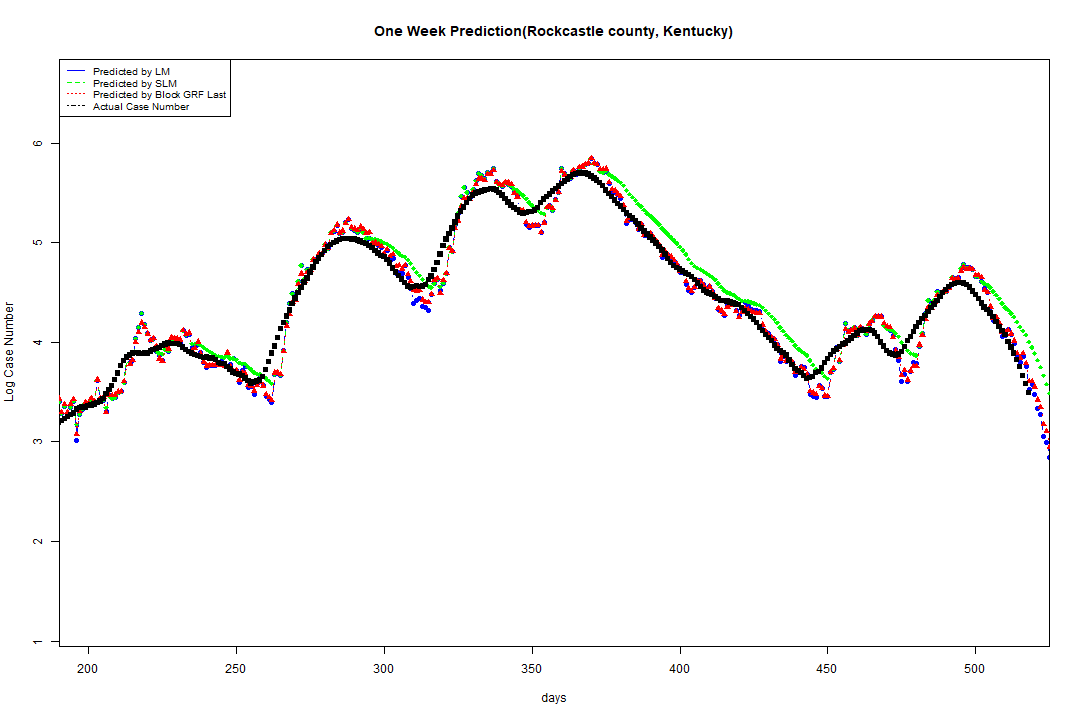 One Week Prediction(Rockcastle county, Kentucky)
Predicted by LM
Predicted by SLM
Predicted by Block GRF Last
Actual Case Number
Log Case Number
6
5
4
3
2
1
200 250 300 350 400 450 500
days